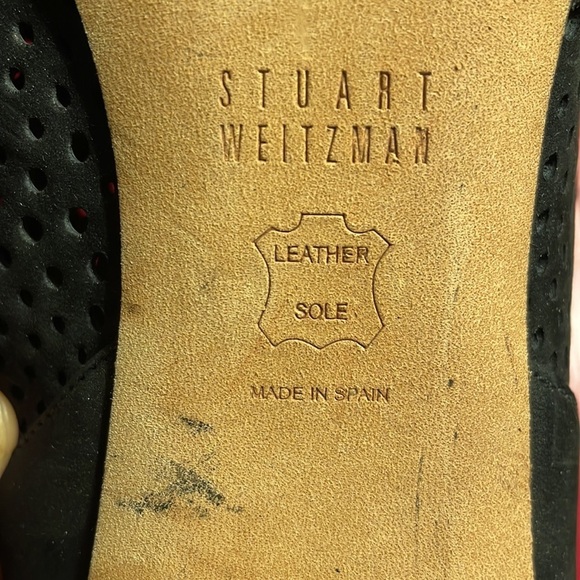 STUART
WEITZMAN
LEATHER
SOLE
MADE IN SPAIN